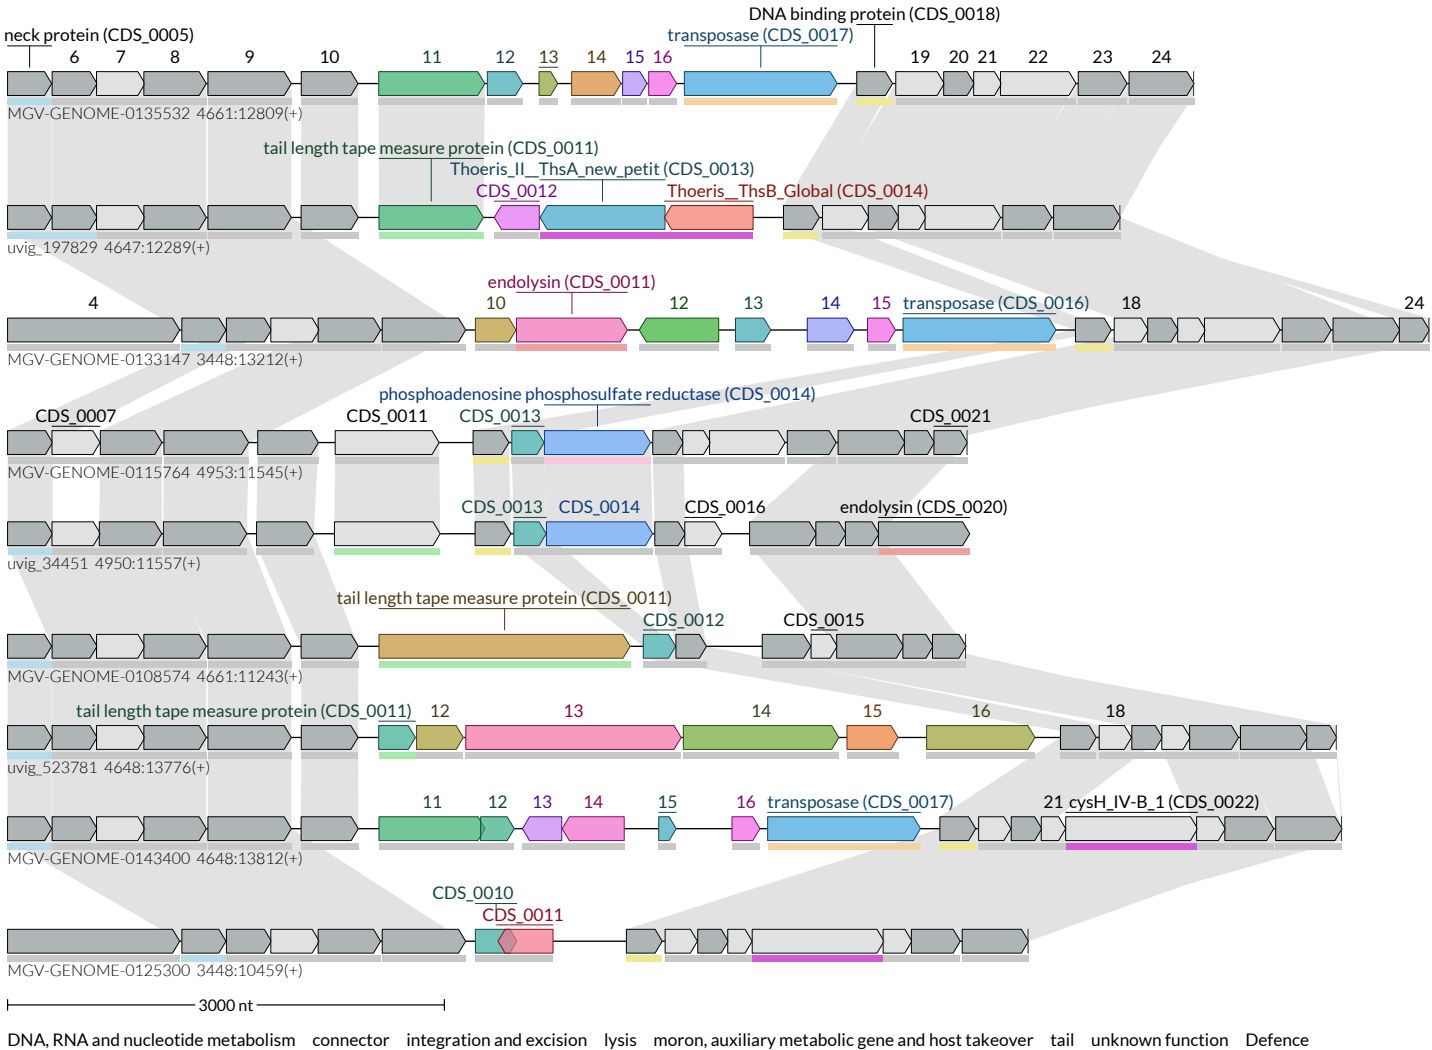 DNA binding protein (CDS_0018)
neck protein (CDS_0005) transposase (CDS_0017)
6 7 8 9 10 11 12 13 14 15 16 19 20 21 22 23 24
MGV-GENOME-0135532 4661:12809(+)
tail length tape measure protein (CDS_0011)
Thoeris_II__ThsA_new_petit (CDS_0013)
CDS_0012 Thoeris__ThsB_Global (CDS_0014)
uvig_197829 4647:12289(+)
endolysin (CDS_0011)
4 10 12 13 14 15 transposase (CDS_0016) 18 24
MGV-GENOME-0133147 3448:13212(+)
phosphoadenosine phosphosulfate reductase (CDS_0014)
CDS_0007 CDS_0011 CDS_0013 CDS_0021
MGV-GENOME-0115764 4953:11545(+)
CDS_0013 CDS_0014 CDS_0016 endolysin (CDS_0020)
uvig_34451 4950:11557(+)
tail length tape measure protein (CDS_0011)
CDS_0012 CDS_0015
MGV-GENOME-0108574 4661:11243(+)
tail length tape measure protein (CDS_0011) 12 13 14 15 16 18
uvig_523781 4648:13776(+)
11 12 13 14 15 16 transposase (CDS_0017) 21 cysH_IV-B_1 (CDS_0022)
MGV-GENOME-0143400 4648:13812(+)
CDS_0010
CDS_0011
MGV-GENOME-0125300 3448:10459(+)
3000 nt
DNA, RNA and nucleotide metabolism connector integration and excision lysis moron, auxiliary metabolic gene and host takeover tail unknown function Defence